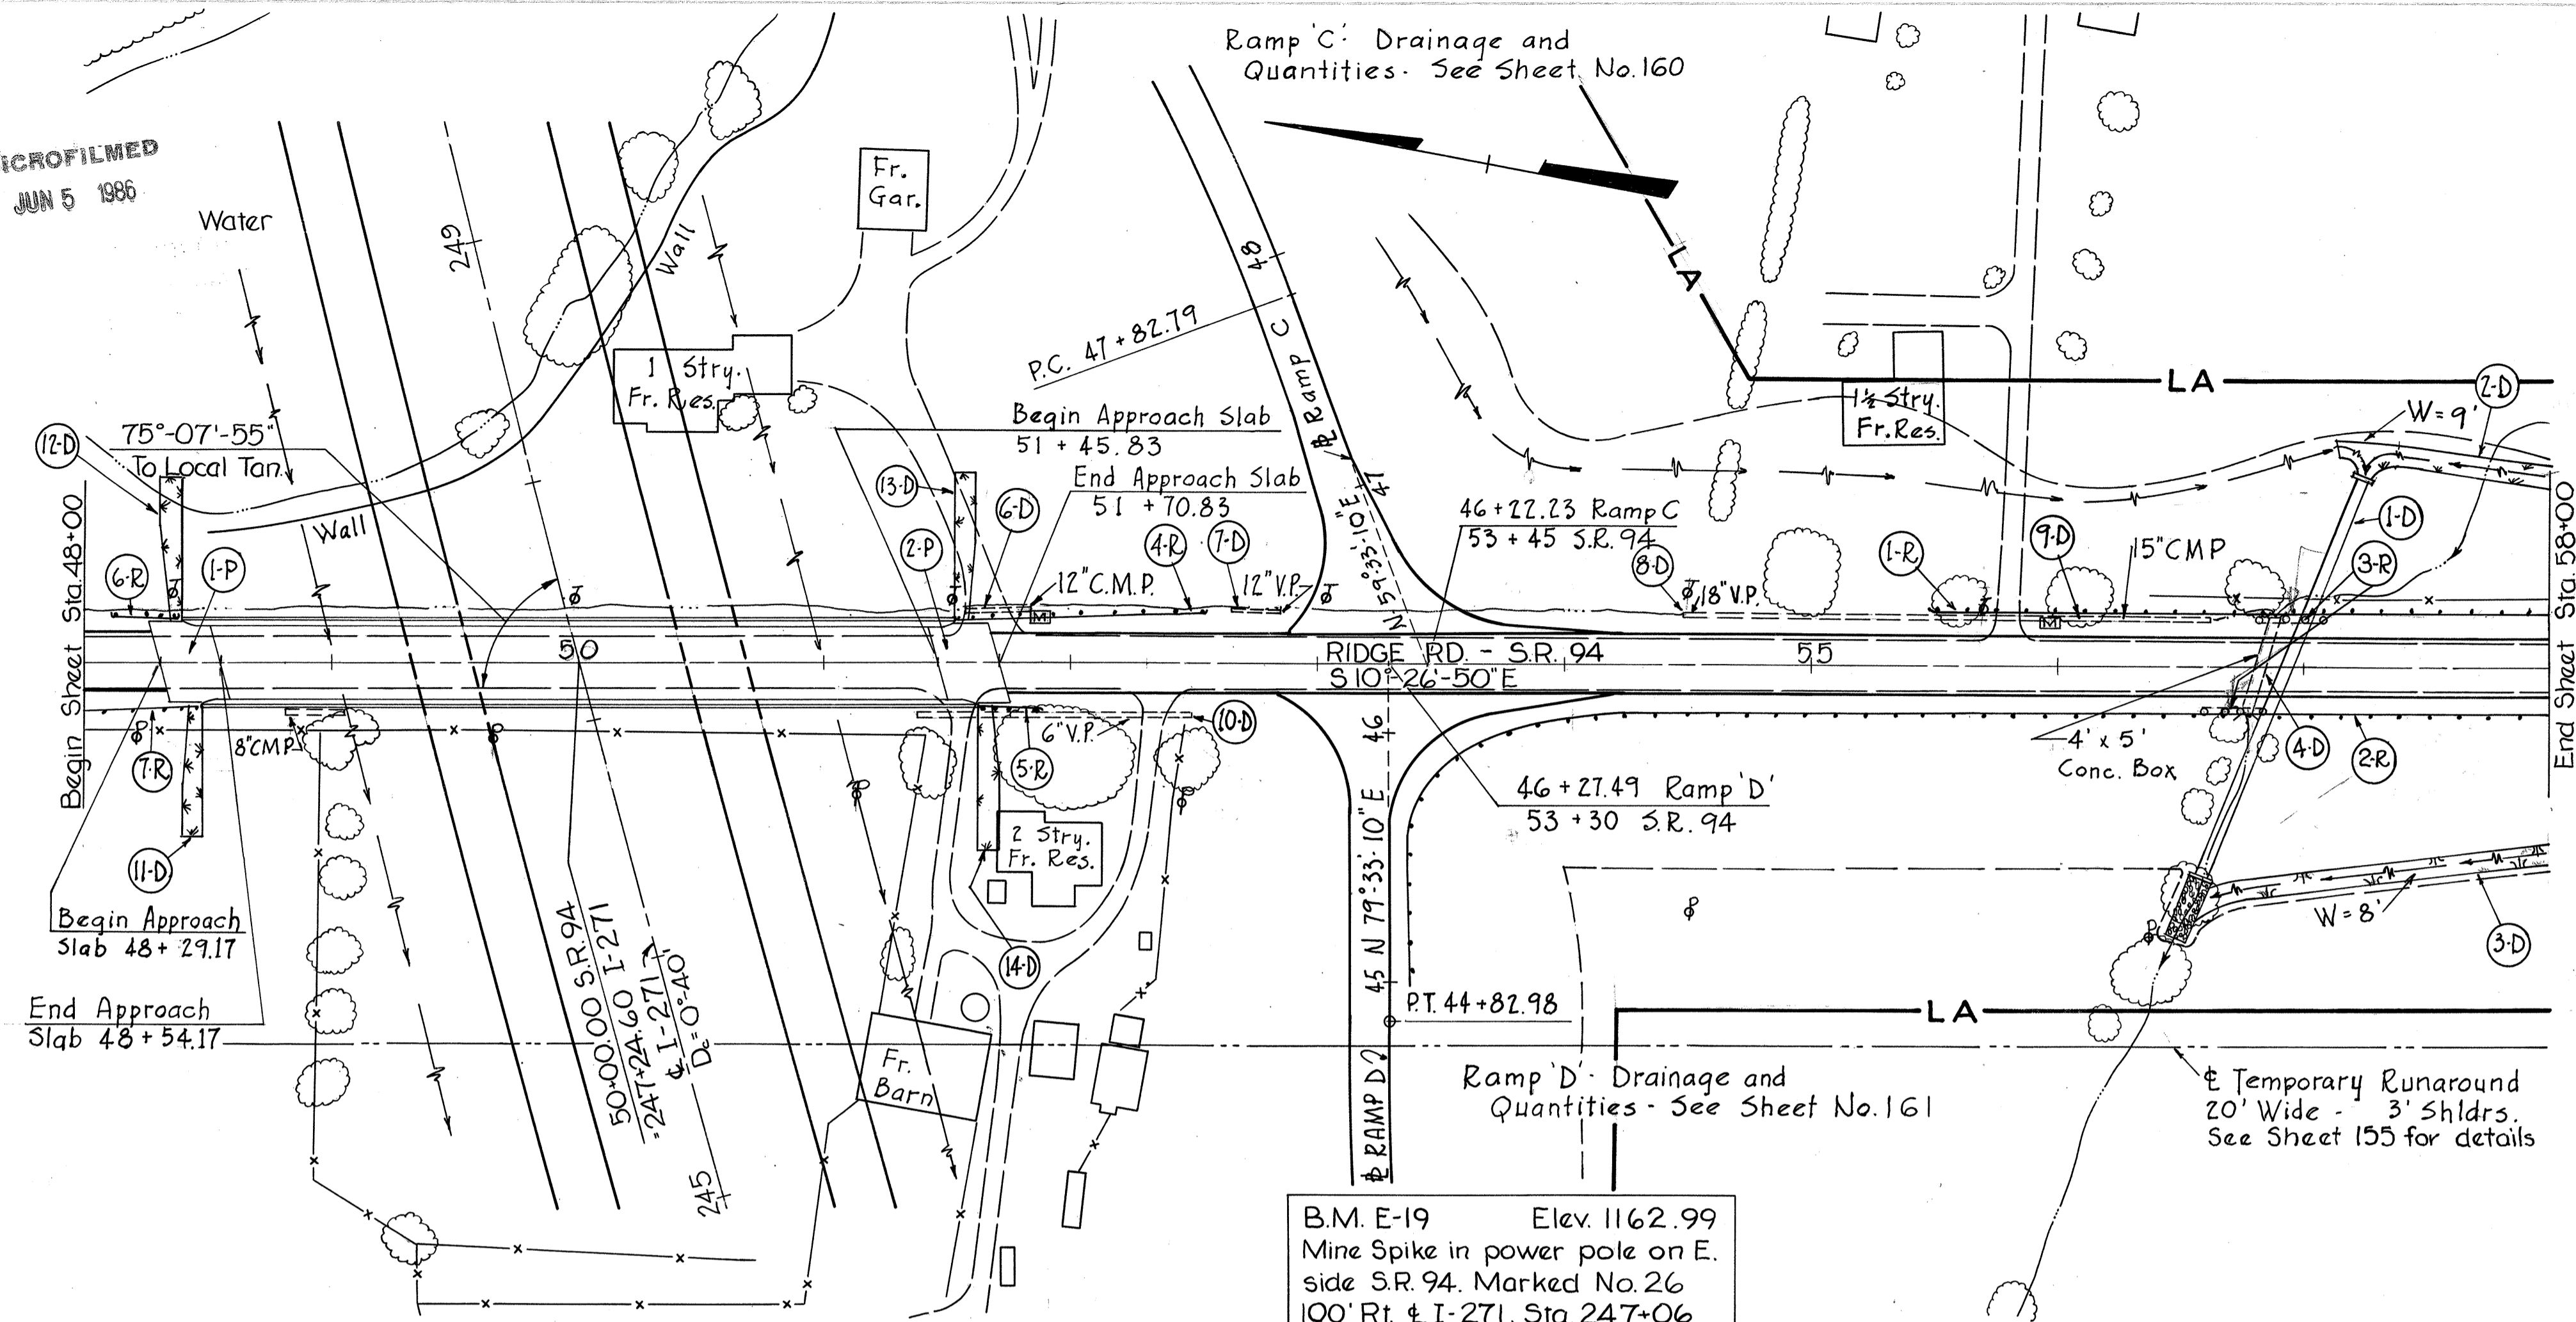 Ramp 'C'· Drainage and
Quantities - See Sheet No.160
ICROFILMED
JUN 5 1986
Water
249
Wall
Fr.
Gar.
48
LA
1 Stry.
Fr. Res.
P.C. 47+82.79
℄ Ramp C
LA
1½ Stry.
Fr. Res.
2-D
W=9'
12-D
75°-07'-55"
To Local Tan.
Begin Approach Slab
51 + 45.83
End Approach Slab
51 + 70.83
13-D
6-D
2-P
4-R
7-D
47
N-59°-33'-10"E
46+22.23 Ramp C
53 + 45 S.R. 94
8-D
1-R
9-D
15" CMP
1-D
3-R
Wall
6-R
1-P
12" C.M.P.
12" V.P.
18" V.P.
M
M
Begin Sheet Sta. 48+00
End Sheet Sta. 58+00
50
RIDGE RD. - S.R. 94
S 10°-26'-50"E
55
7-R
8" CMP
6" V.P.
10-D
5-R
46
4' x 5'
Conc. Box
4-D
2-R
46+27.49 Ramp 'D'
53 +30 S.R. 94
11-D
2 Stry.
Fr. Res.
Begin Approach
Slab 48+ 29.17
End Approach
Slab 48+54.17
50+00.00 S.R.94
=247+24.60 I-271
℄ I-271
Dc=0°-40'
14-D
45
N 79°-33'-10"E
W=8'
3-D
P.T. 44+82.98
LA
Fr.
Barn
245
℄ RAMP D
Ramp 'D'· Drainage and
Quantities - See Sheet No.161
℄ Temporary Runaround
20' Wide - 3' Shldrs.
See Sheet 155 for details
B.M. E-19 Elev. 1162.99
Mine Spike in power pole on E.
side S.R. 94. Marked No. 26
100' Rt. ℄ I-271. Sta 247+06